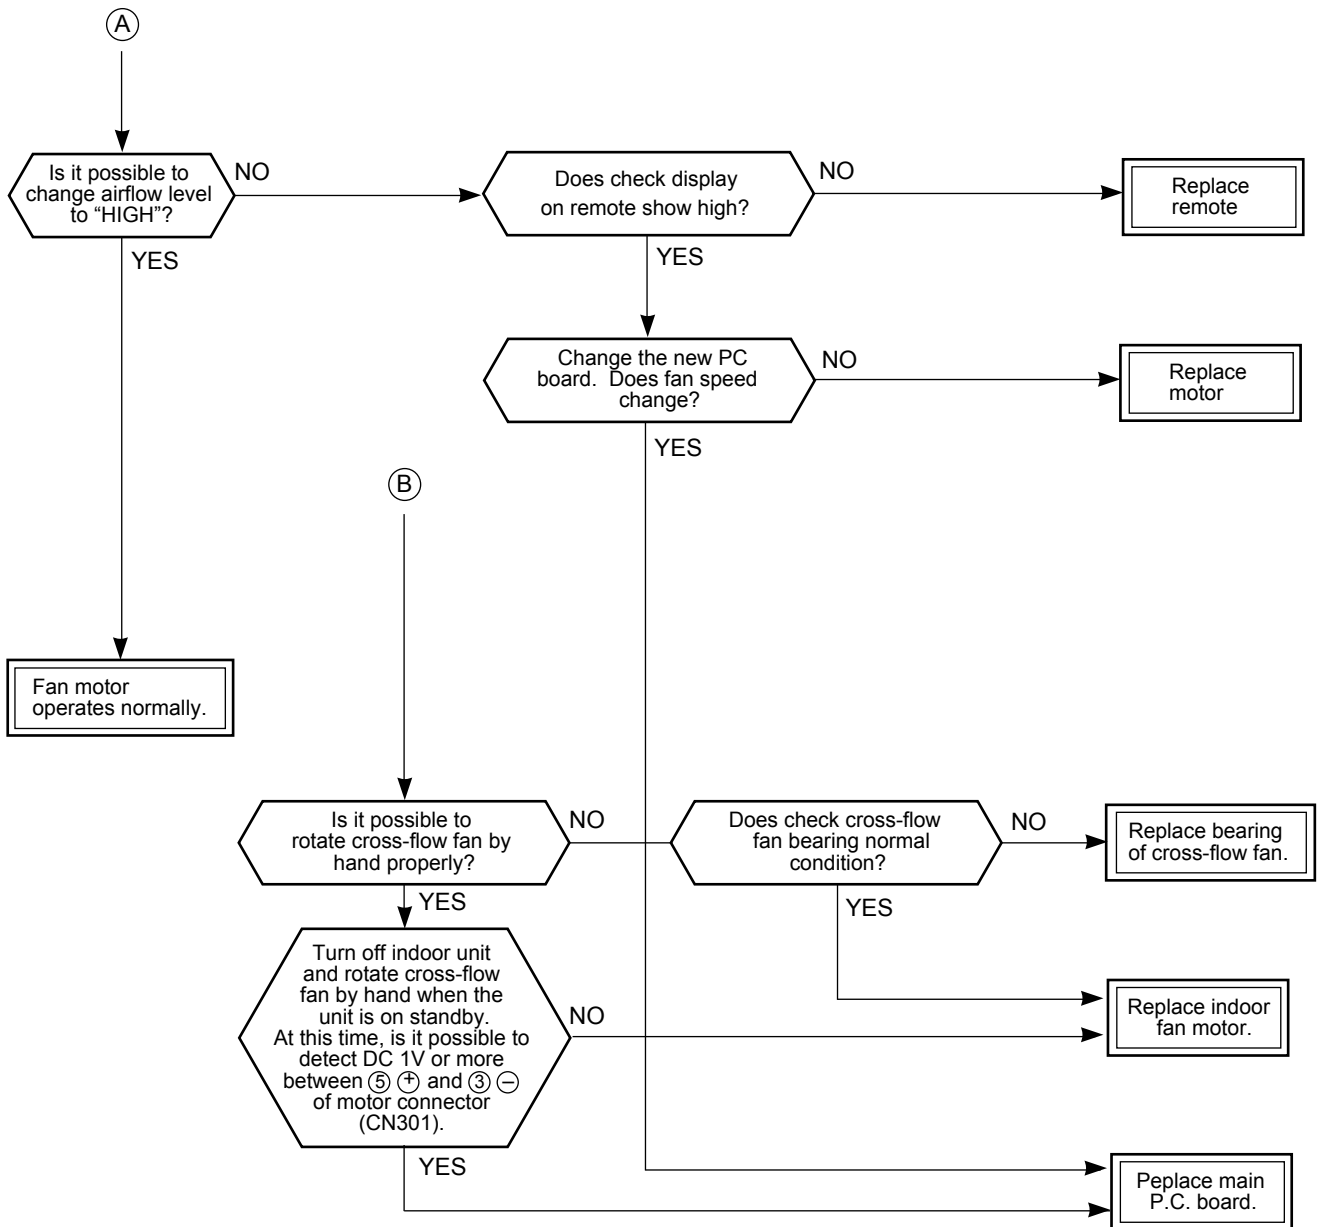 A
Is it possible to
change airflow level
to “HIGH”?
NO
YES
Does check display
on remote show high?
NO
YES
Replace
remote
Change the new PC
board.  Does fan speed
change?
NO
YES
Replace
motor
B
Fan motor
operates normally.
Is it possible to
rotate cross-flow fan by
hand properly?
NO
YES
Does check cross-flow
fan bearing normal
condition?
NO
YES
Replace bearing
of cross-flow fan.
Turn off indoor unit
and rotate cross-flow
fan by hand when the
unit is on standby.
At this time, is it possible to
detect DC 1V or more
between ⑤ ⊕ and ③ ⊖
of motor connector
(CN301).
NO
YES
Replace indoor
fan motor.
Peplace main
P.C. board.